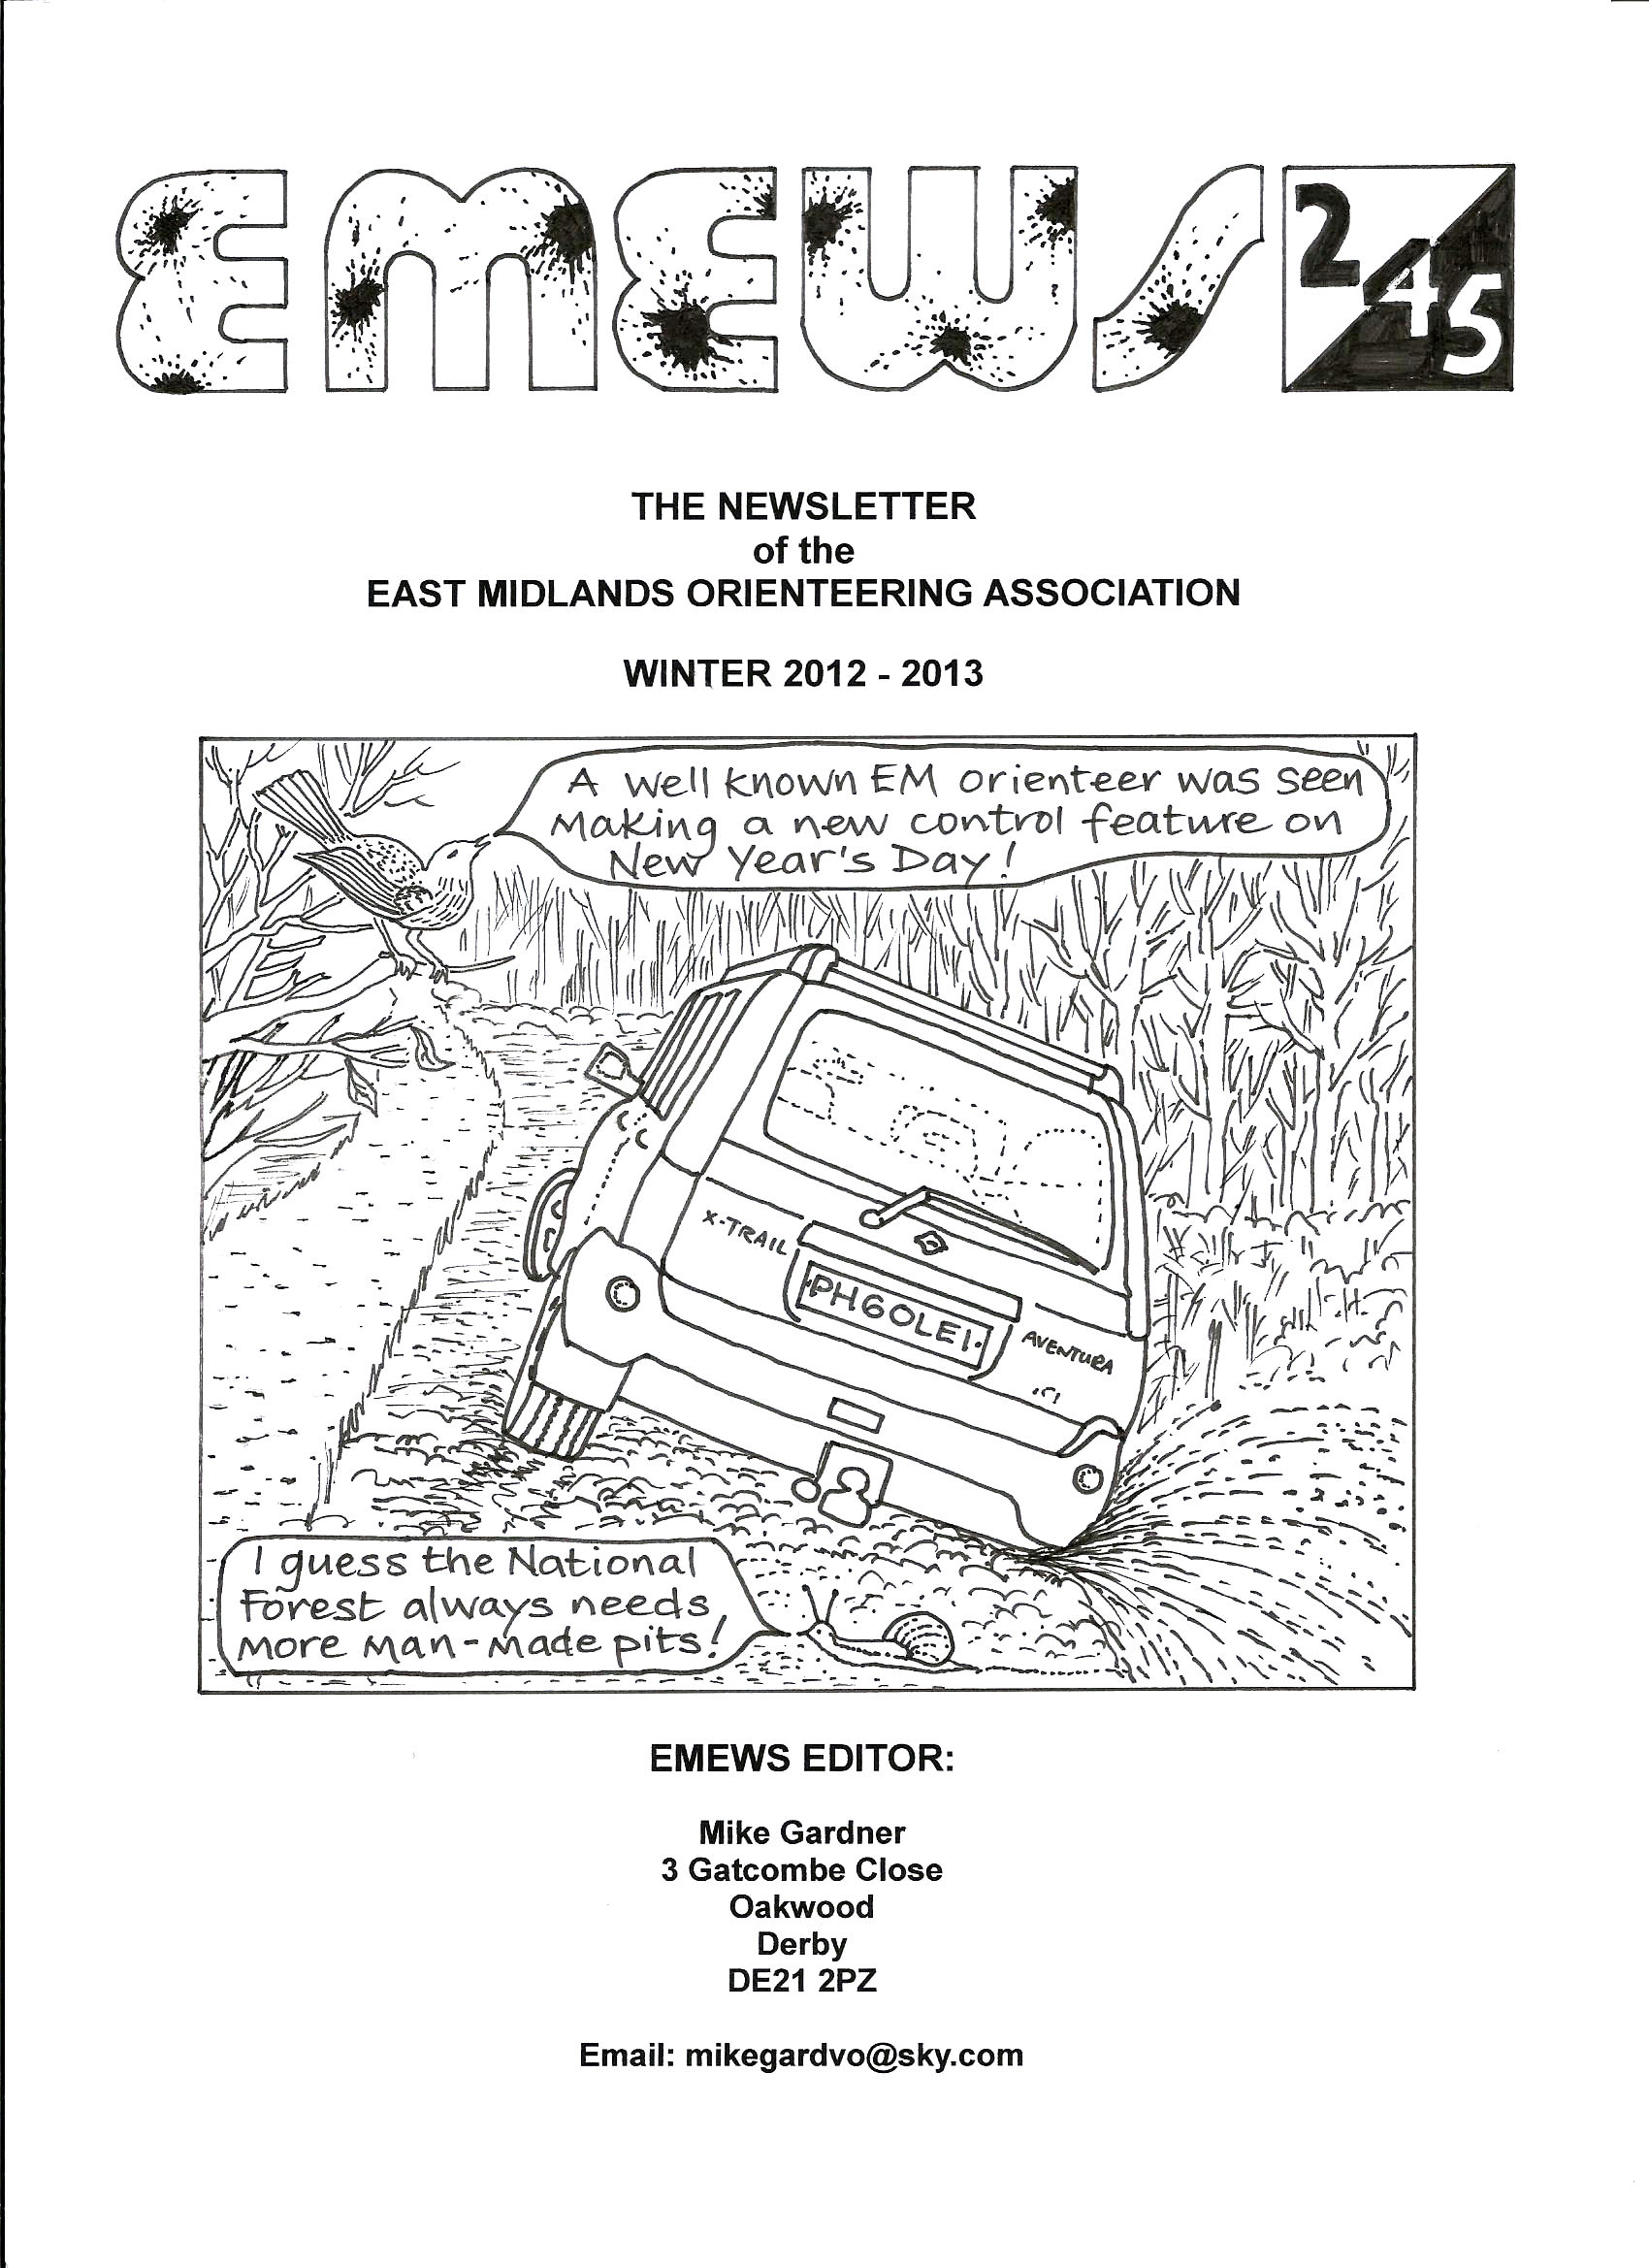 EMEWS 245
THE NEWSLETTER
of the
EAST MIDLANDS ORIENTEERING ASSOCIATION
WINTER 2012 - 2013
A well known EM orienteer was seen
making a new control feature on
New Year's Day!
X-TRAIL
PH60LEI
AVENTURA
I guess the National
Forest always needs
more man-made pits!
EMEWS EDITOR:
Mike Gardner
3 Gatcombe Close
Oakwood
Derby
DE21 2PZ
Email: mikegardvo@sky.com